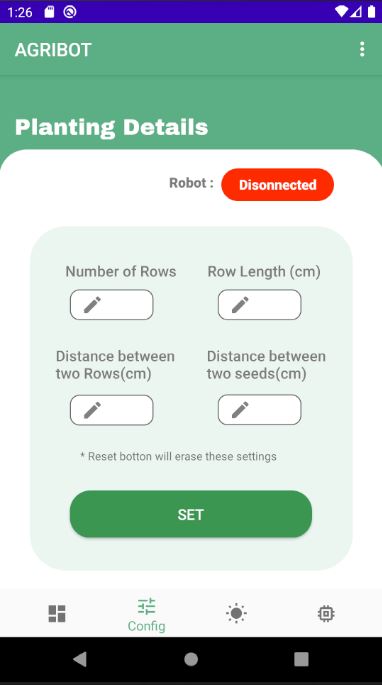 1:26
AGRIBOT
Planting Details
Robot :
Disonnected
Number of Rows
Row Length (cm)
Distance between
two Rows(cm)
Distance between
two seeds(cm)
* Reset botton will erase these settings
SET
Config